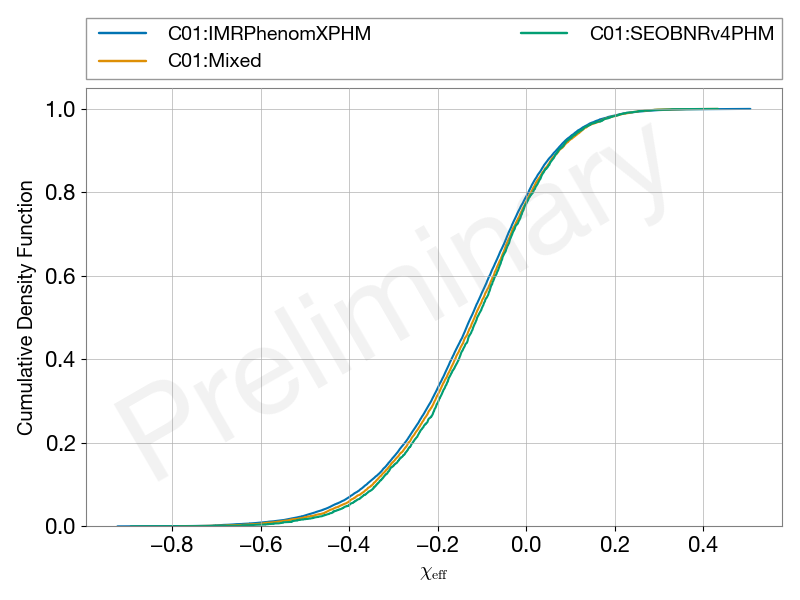 C01:IMRPhenomXPHM
C01:Mixed
C01:SEOBNRv4PHM
1.0
0.8
0.6
0.4
0.2
0.0
Cumulative Density Function
Preliminary
−0.8 −0.6 −0.4 −0.2 0.0 0.2 0.4
χeff